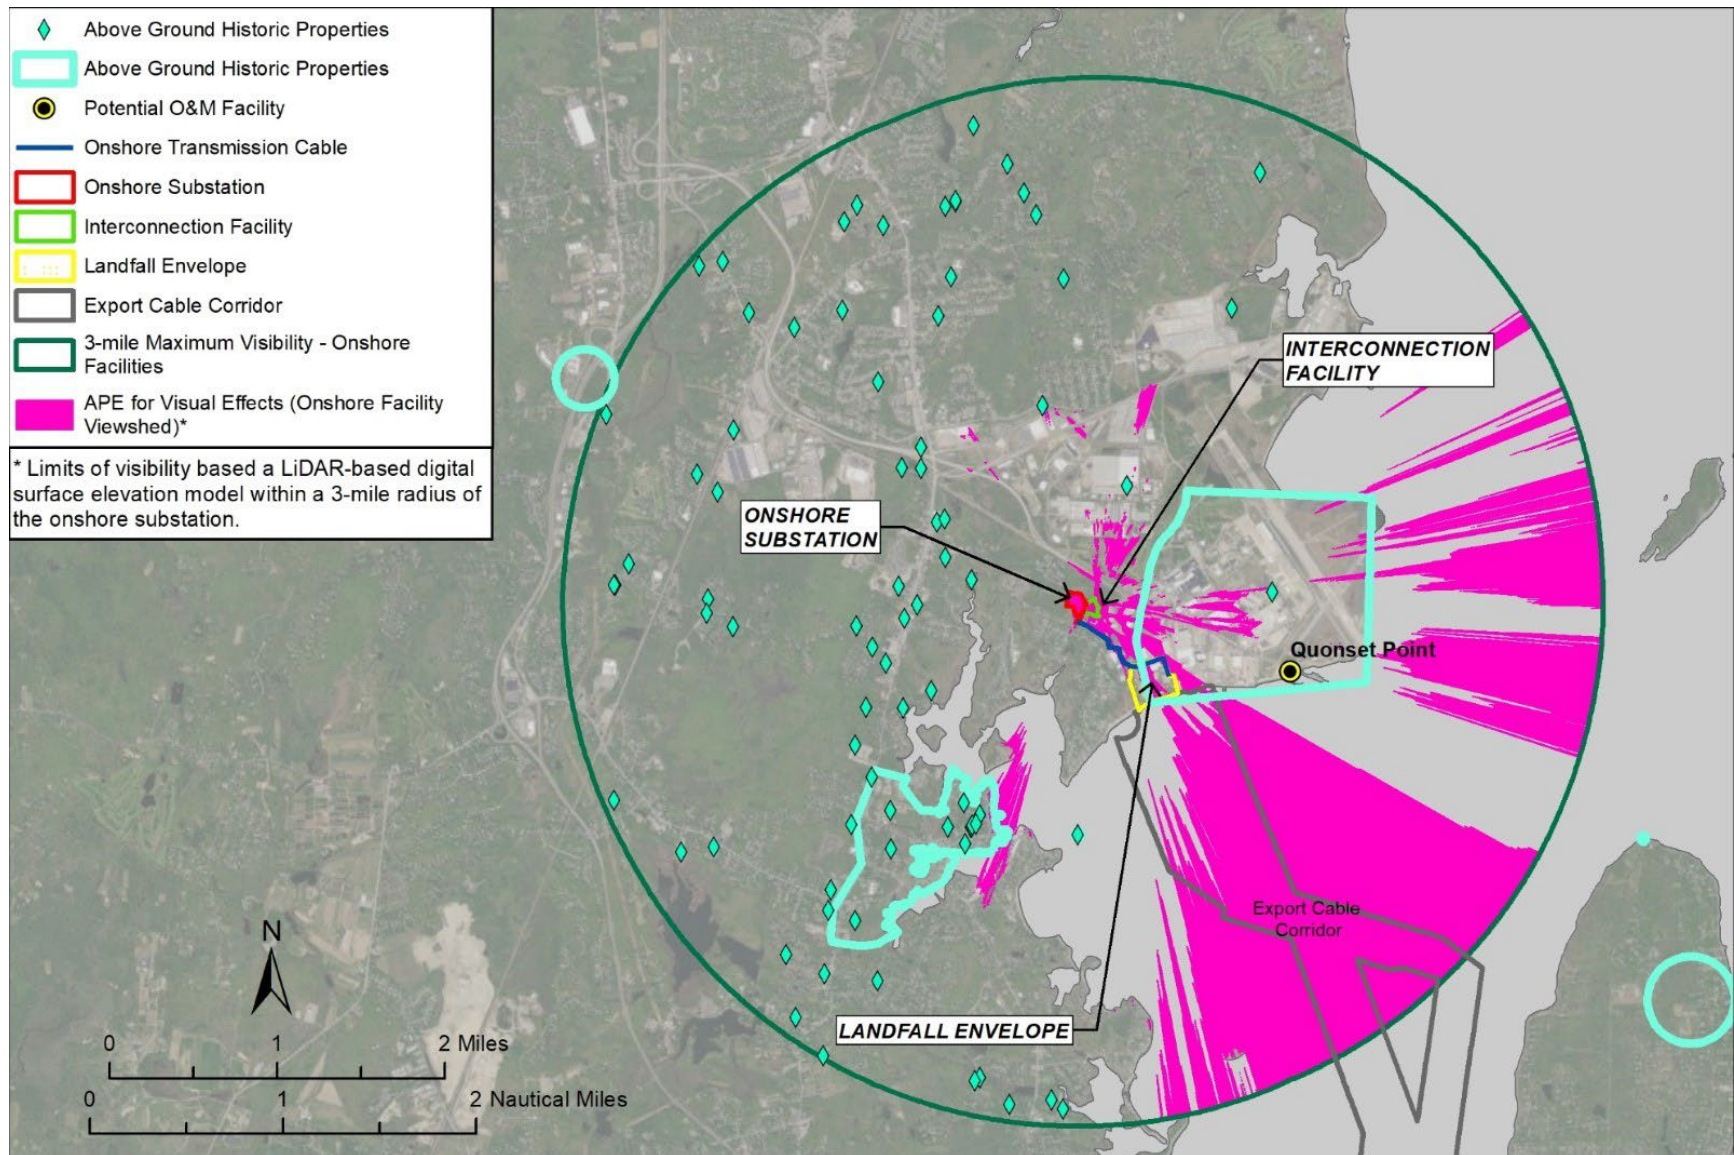 Above Ground Historic Properties
Above Ground Historic Properties
Potential O&M Facility
Onshore Transmission Cable
Onshore Substation
Interconnection Facility
Landfall Envelope
Export Cable Corridor
3-mile Maximum Visibility - Onshore
Facilities
APE for Visual Effects (Onshore Facility
Viewshed)*
* Limits of visibility based a LiDAR-based digital
surface elevation model within a 3-mile radius of
the onshore substation.
INTERCONNECTION
FACILITY
ONSHORE
SUBSTATION
Quonset Point
Export Cable
Corridor
LANDFALL ENVELOPE
N
0 1 2 Miles
0 1 2 Nautical Miles